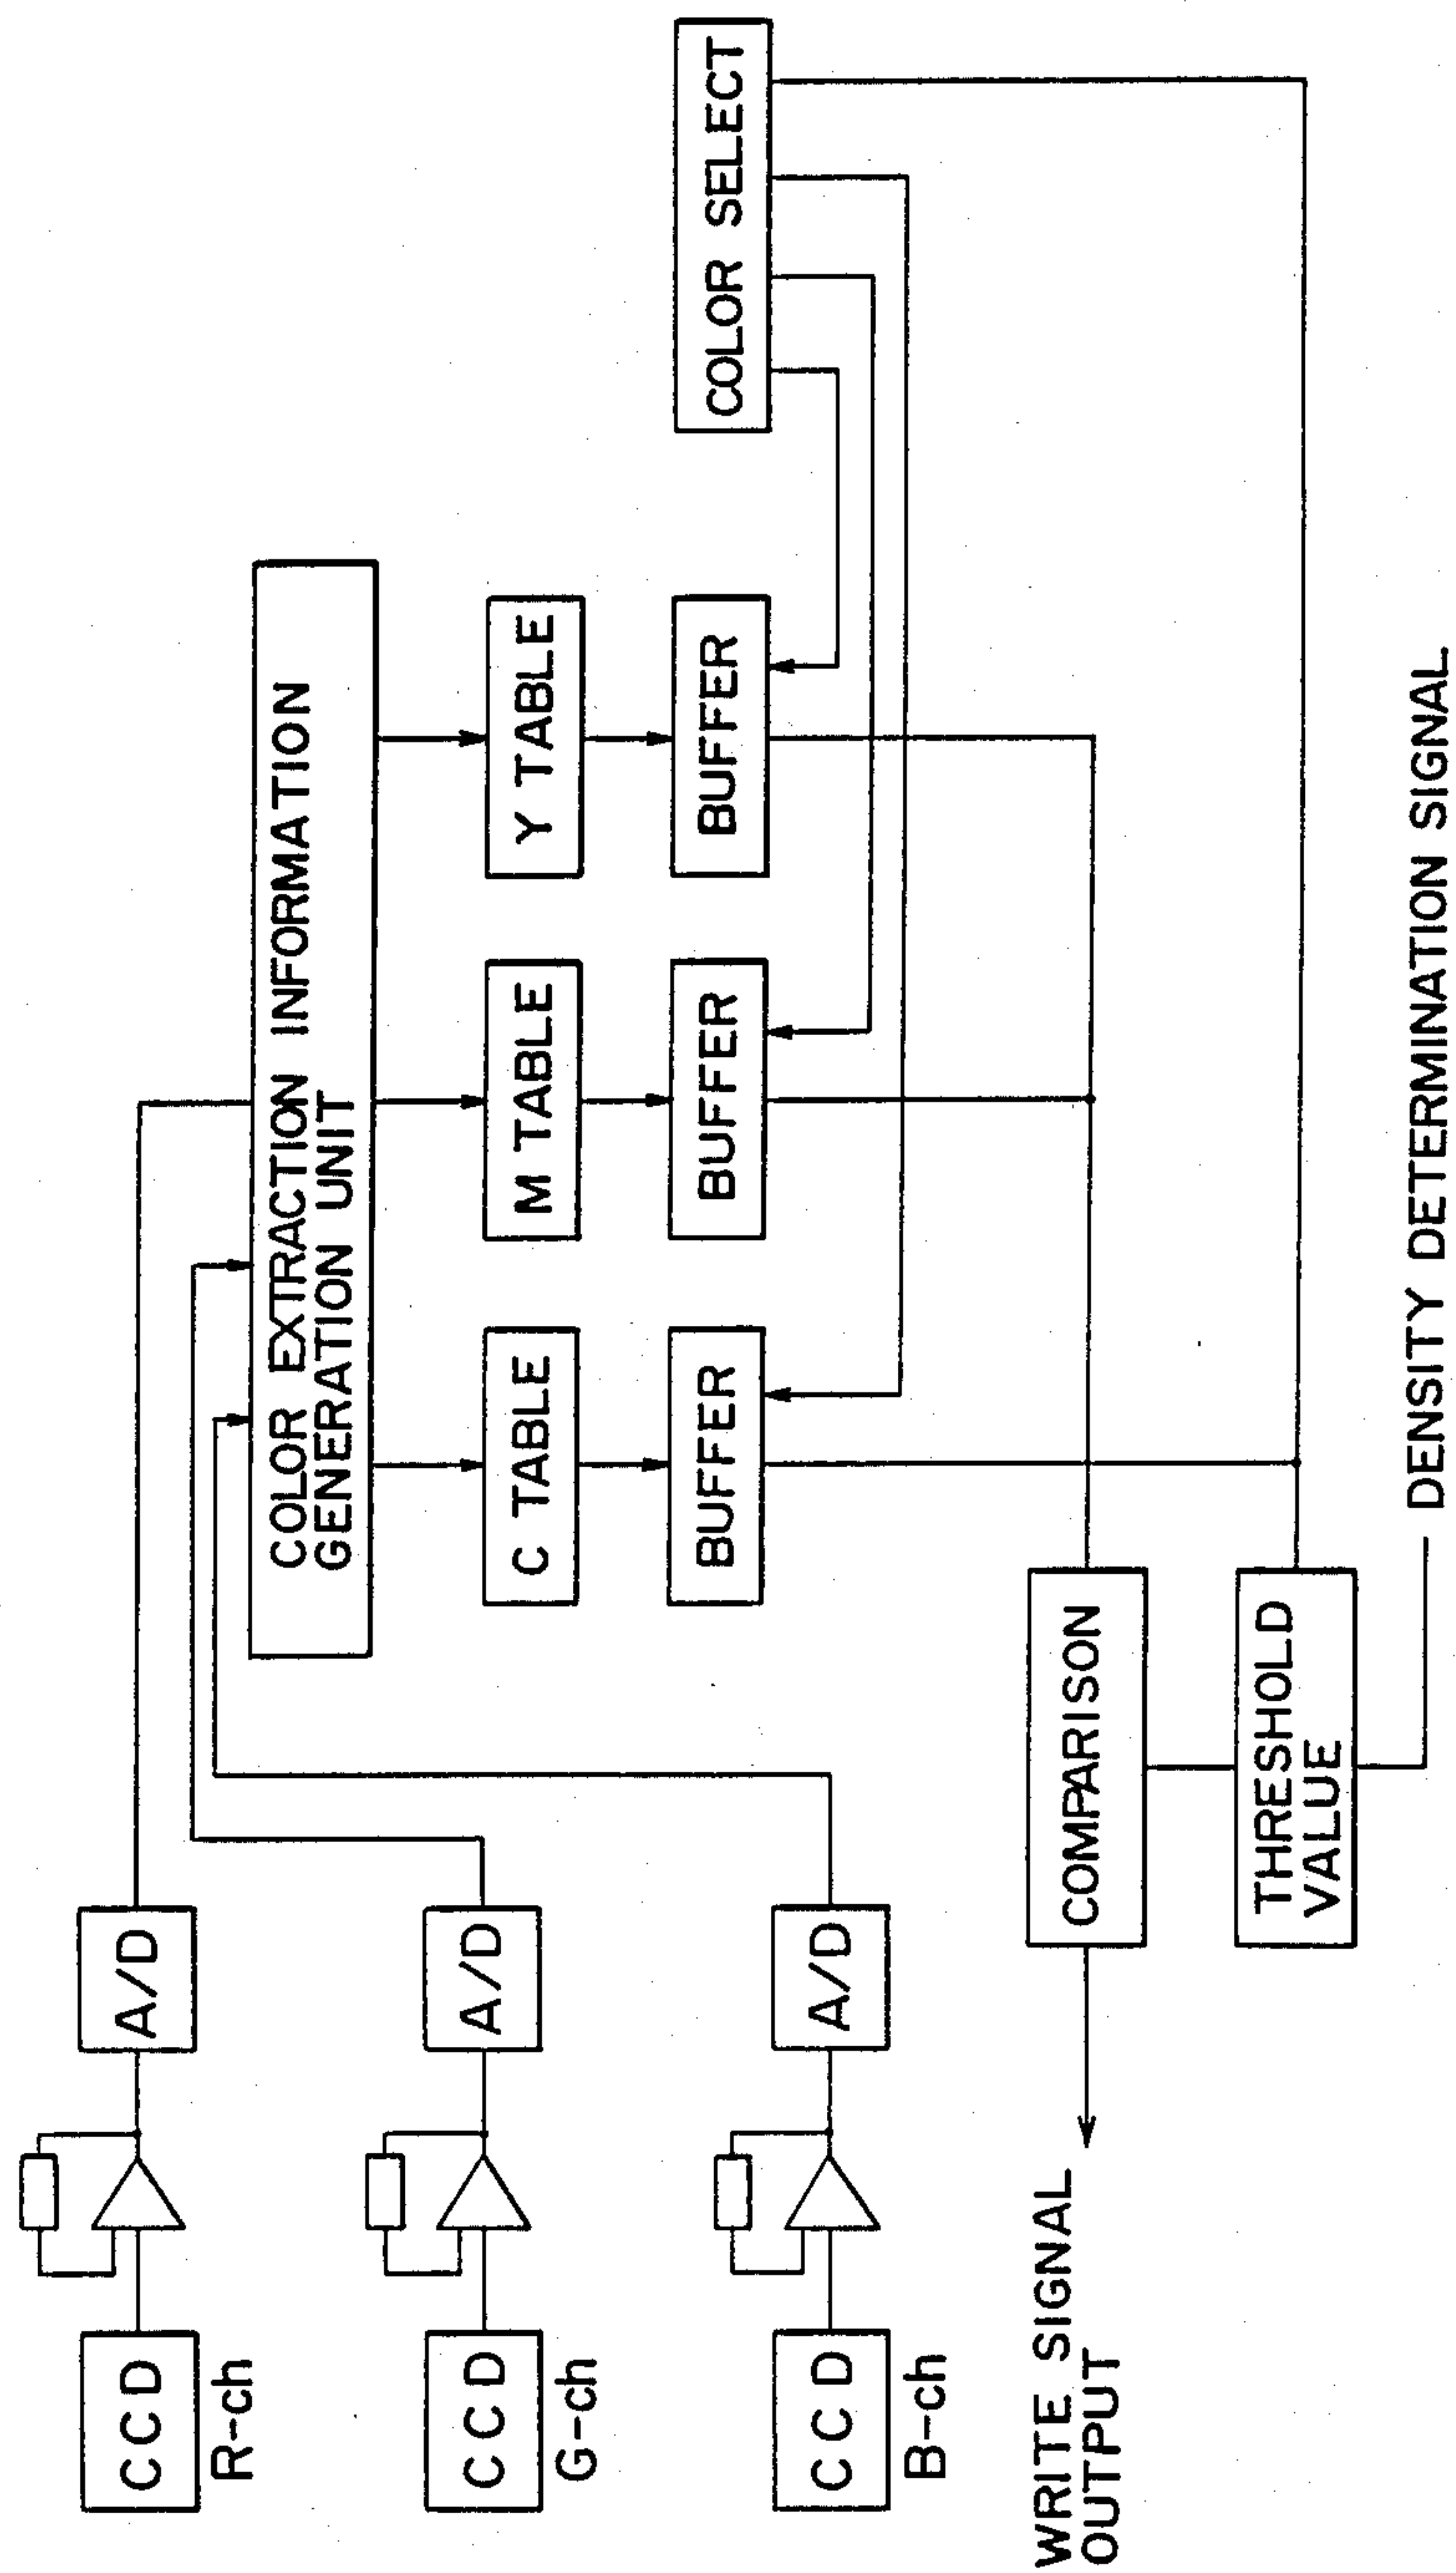 CCD
R-ch
A/D
CCD
G-ch
A/D
CCD
B-ch
A/D
COLOR EXTRACTION INFORMATION
GENERATION UNIT
C TABLE
M TABLE
Y TABLE
BUFFER
BUFFER
BUFFER
COLOR SELECT
COMPARISON
THRESHOLD
VALUE
WRITE SIGNAL
OUTPUT
DENSITY DETERMINATION SIGNAL